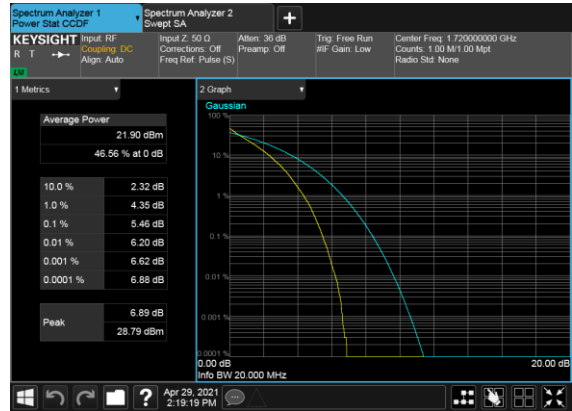 Spectrum Analyzer 1
Power Stat CCDF
Spectrum Analyzer 2
Swept SA
KEYSIGHT
R T
LXI
Input: RF
Coupling: DC
Align: Auto
Input Z: 50 Ω
Corrections: Off
Freq Ref: Pulse (S)
Atten: 36 dB
Preamp: Off
Trig: Free Run
#IF Gain: Low
Center Freq: 1.720000000 GHz
Counts: 1.00 M/1.00 Mpt
Radio Std: None
1 Metrics
Average Power
21.90 dBm
46.56 % at 0 dB
10.0 % 2.32 dB
1.0 % 4.35 dB
0.1 % 5.46 dB
0.01 % 6.20 dB
0.001 % 6.62 dB
0.0001 % 6.88 dB
Peak
6.89 dB
28.79 dBm
2 Graph
Gaussian
100 %
10 %
1 %
0.1 %
0.01 %
0.001 %
0.0001 %
0.00 dB
20.00 dB
Info BW 20.000 MHz
Apr 29, 2021
2:19:19 PM